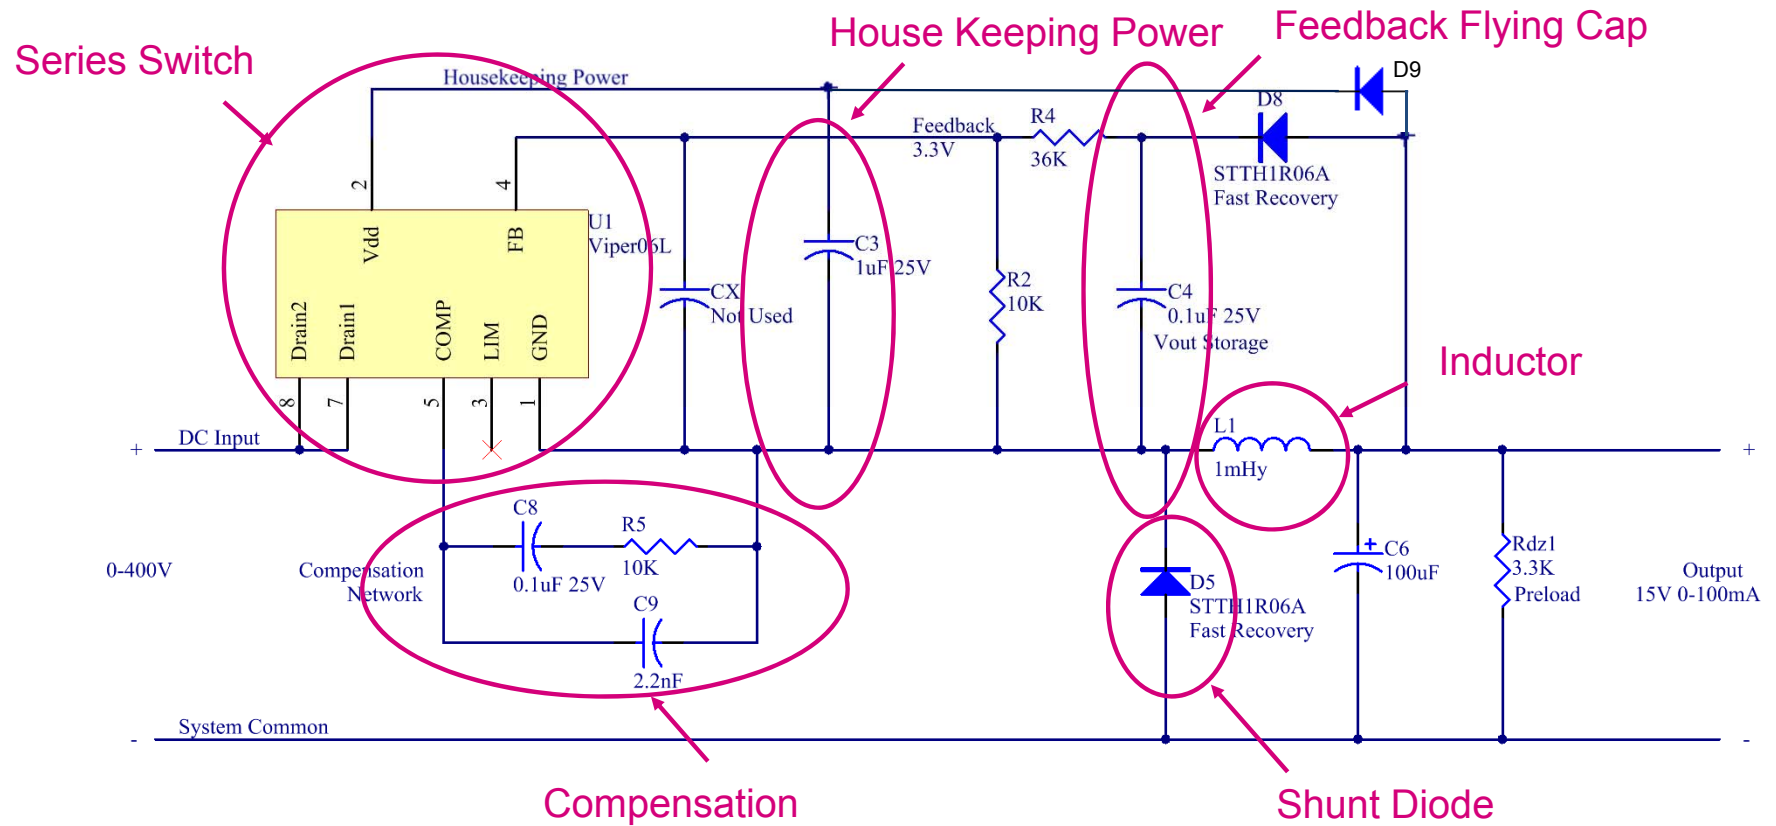 Series Switch
House Keeping Power
Feedback Flying Cap
Housekeeping Power
D9
D8
Feedback
3.3V
R4
36K
STTH1R06A
Fast Recovery
2
4
U1
Viper06L
Vdd
FB
C3
1uF 25V
R2
10K
CX
Not Used
C4
0.1uF 25V
Vout Storage
Drain2
Drain1
COMP
LIM
GND
Inductor
8
7
5
3
1
+
DC Input
L1
1mHy
+
C8
0.1uF 25V
R5
10K
0-400V
Compensation
Network
C9
2.2nF
D5
STTH1R06A
Fast Recovery
+
C6
100uF
Rdz1
3.3K
Preload
Output
15V 0-100mA
-
System Common
-
Compensation
Shunt Diode